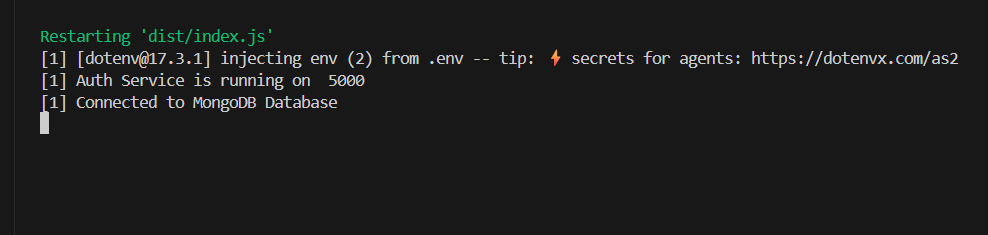 Restarting 'dist/index.js'
[1] [dotenv@17.3.1] injecting env (2) from .env -- tip: ⚡ secrets for agents: https://dotenvx.com/as2
[1] Auth Service is running on  5000
[1] Connected to MongoDB Database